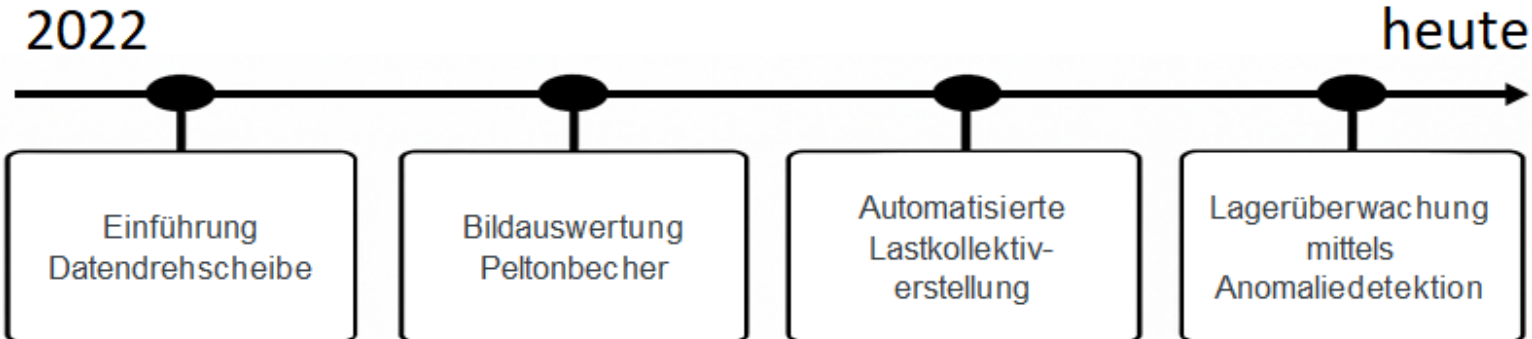 2022
heute
Einführung
Datendrehscheibe
Bildauswertung
Peltonbecher
Automatisierte
Lastkollektiv-
erstellung
Lagerüberwachung
mittels
Anomaliedetektion